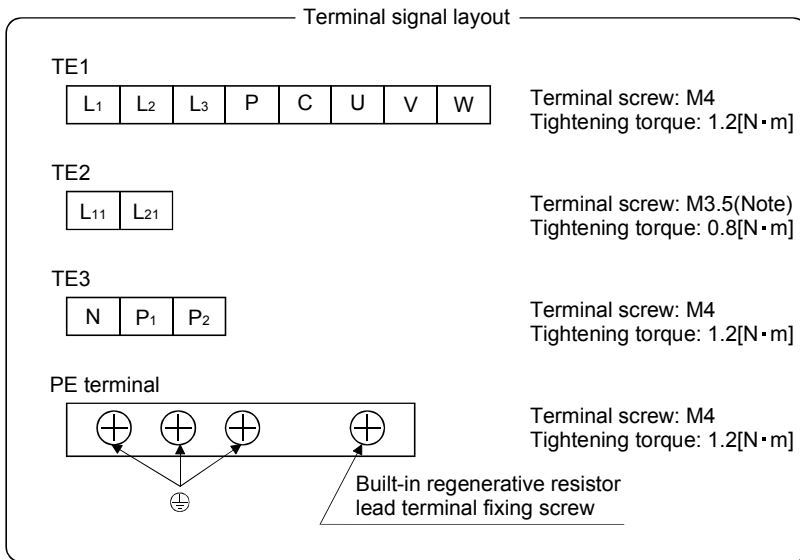 Terminal signal layout
TE1
L1 L2 L3 P C U V W
Terminal screw: M4
Tightening torque: 1.2[N▪m]
TE2
L11 L21
Terminal screw: M3.5(Note)
Tightening torque: 0.8[N▪m]
TE3
N P1 P2
Terminal screw: M4
Tightening torque: 1.2[N▪m]
PE terminal
Terminal screw: M4
Tightening torque: 1.2[N▪m]
Built-in regenerative resistor
lead terminal fixing screw